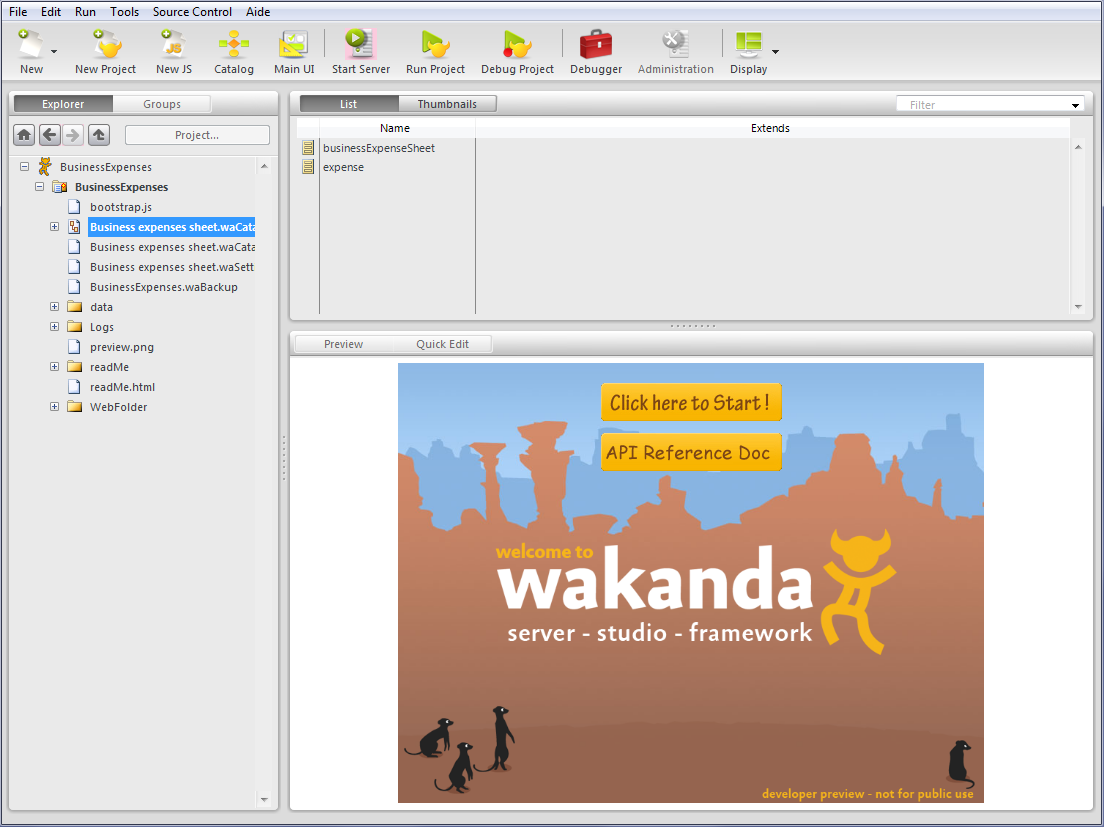 File Edit Run Tools Source Control Aide
New New Project New JS Catalog Main UI Start Server Run Project Debug Project Debugger Administration Display
JS
Explorer Groups
Project...
BusinessExpenses
BusinessExpenses
bootstrap.js
Business expenses sheet.waCata
Business expenses sheet.waCata
Business expenses sheet.waSett
BusinessExpenses.waBackup
data
Logs
preview.png
readMe
readMe.html
WebFolder
List Thumbnails
Filter
Name Extends
businessExpenseSheet
expense
Preview Quick Edit
Click here to Start !
API Reference Doc
welcome to
wakanda
server - studio - framework
developer preview - not for public use